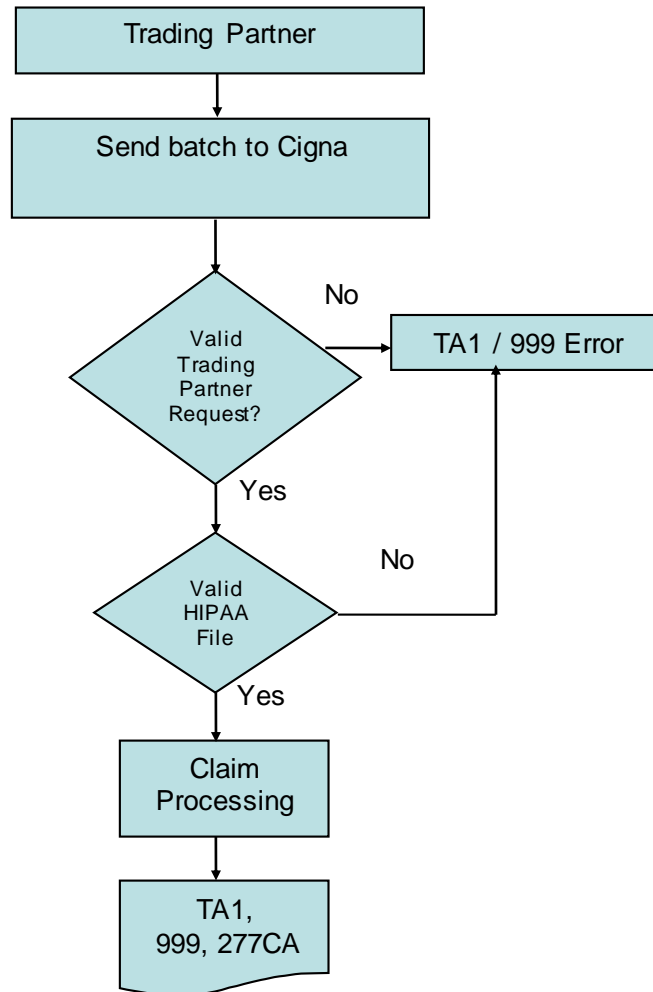 Trading Partner
Send batch to Cigna
No
Valid
Trading
Partner
Request?
TA1 / 999 Error
Yes
No
Valid
HIPAA
File
Yes
Claim
Processing
TA1,
999, 277CA